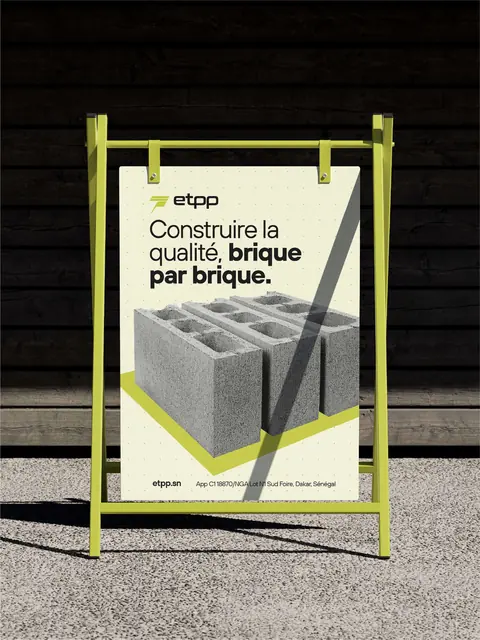 etpp
Construire la
qualité, brique
par brique.
etpp.sn App C1 18870/NGA Lot N1 Sud Foire, Dakar, Sénégal